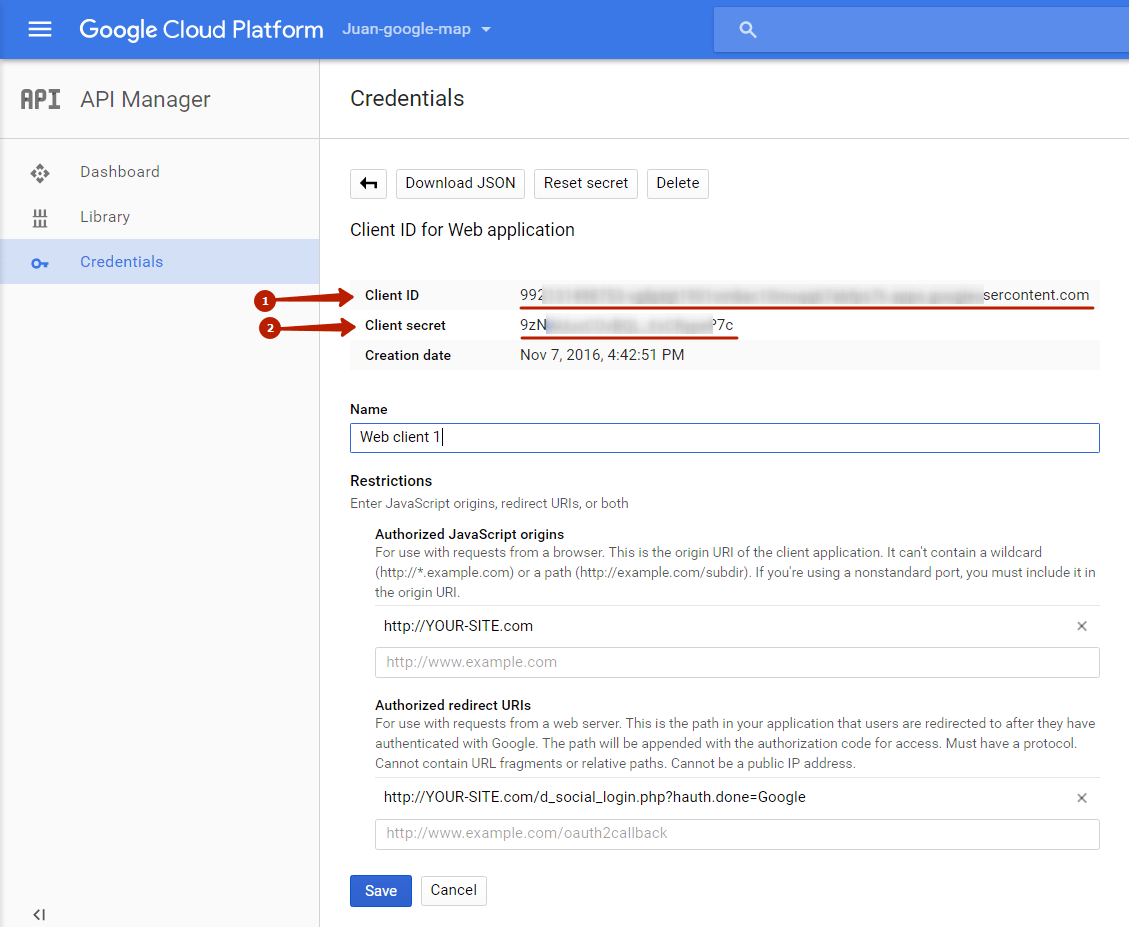 Google Cloud Platform Juan-google-map
API API Manager
Credentials
Dashboard
Library
Credentials
Download JSON Reset secret Delete
Client ID for Web application
1 Client ID 992 sercontent.com
2 Client secret 9zN P7c
Creation date Nov 7, 2016, 4:42:51 PM
Name
Web client 1
Restrictions
Enter JavaScript origins, redirect URIs, or both
Authorized JavaScript origins
For use with requests from a browser. This is the origin URI of the client application. It can't contain a wildcard
(http://*.example.com) or a path (http://example.com/subdir). If you're using a nonstandard port, you must include it in
the origin URI.
http://YOUR-SITE.com
http://www.example.com
Authorized redirect URIs
For use with requests from a web server. This is the path in your application that users are redirected to after they have
authenticated with Google. The path will be appended with the authorization code for access. Must have a protocol.
Cannot contain URL fragments or relative paths. Cannot be a public IP address.
http://YOUR-SITE.com/d_social_login.php?hauth.done=Google
http://www.example.com/oauth2callback
Save Cancel